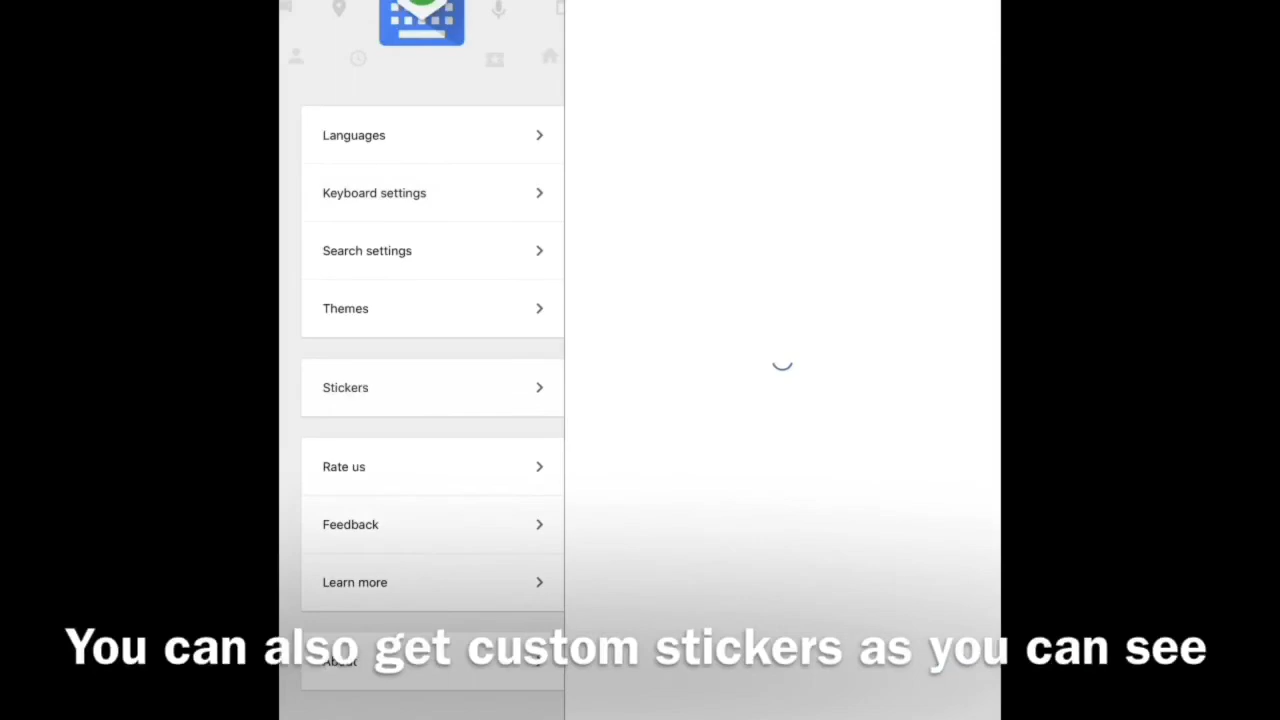 Languages
Keyboard settings
Search settings
Themes
Stickers
Rate us
Feedback
Learn more
About
You can also get custom stickers as you can see